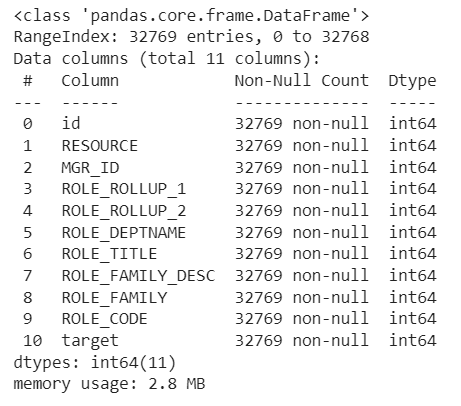 <class 'pandas.core.frame.DataFrame'>
RangeIndex: 32769 entries, 0 to 32768
Data columns (total 11 columns):
 #   Column            Non-Null Count  Dtype
---  ------            --------------  -----
 0   id                32769 non-null  int64
 1   RESOURCE          32769 non-null  int64
 2   MGR_ID            32769 non-null  int64
 3   ROLE_ROLLUP_1     32769 non-null  int64
 4   ROLE_ROLLUP_2     32769 non-null  int64
 5   ROLE_DEPTNAME     32769 non-null  int64
 6   ROLE_TITLE        32769 non-null  int64
 7   ROLE_FAMILY_DESC  32769 non-null  int64
 8   ROLE_FAMILY       32769 non-null  int64
 9   ROLE_CODE         32769 non-null  int64
 10  target            32769 non-null  int64
dtypes: int64(11)
memory usage: 2.8 MB